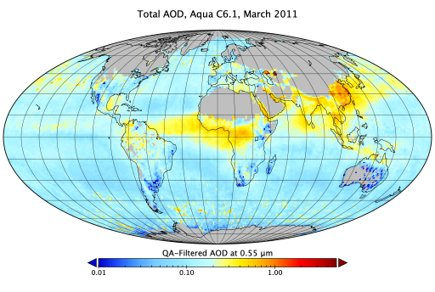 Total AOD, Aqua C6.1, March 2011
QA-Filtered AOD at 0.55 µm
0.01 0.10 1.00